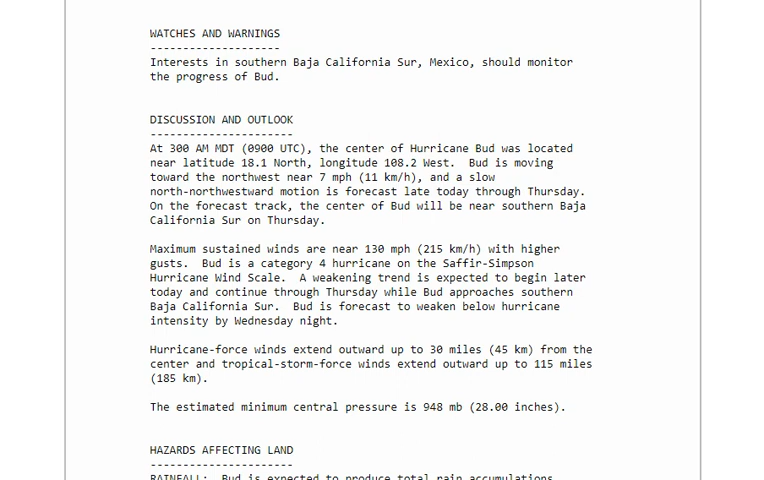 WATCHES AND WARNINGS
--------------------
Interests in southern Baja California Sur, Mexico, should monitor
the progress of Bud.
DISCUSSION AND OUTLOOK
----------------------
At 300 AM MDT (0900 UTC), the center of Hurricane Bud was located
near latitude 18.1 North, longitude 108.2 West.  Bud is moving
toward the northwest near 7 mph (11 km/h), and a slow
north-northwestward motion is forecast late today through Thursday.
On the forecast track, the center of Bud will be near southern Baja
California Sur on Thursday.
Maximum sustained winds are near 130 mph (215 km/h) with higher
gusts.  Bud is a category 4 hurricane on the Saffir-Simpson
Hurricane Wind Scale.  A weakening trend is expected to begin later
today and continue through Thursday while Bud approaches southern
Baja California Sur.  Bud is forecast to weaken below hurricane
intensity by Wednesday night.
Hurricane-force winds extend outward up to 30 miles (45 km) from the
center and tropical-storm-force winds extend outward up to 115 miles
(185 km).
The estimated minimum central pressure is 948 mb (28.00 inches).
HAZARDS AFFECTING LAND
----------------------
RAINFALL:  Bud is expected to produce total rain accumulations